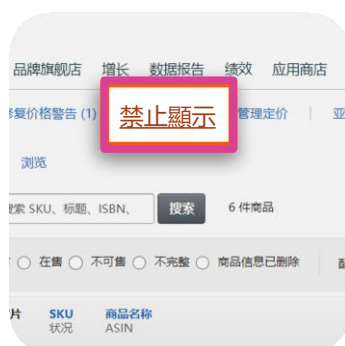 品牌旗舰店 增长 数据报告 绩效 应用商店
修复价格警告 (1) 禁止顯示 管理定价
浏览
搜索 SKU、标题、ISBN、 搜索 6 件商品
在售 不可售 不完整 商品信息已删除
SKU 商品名称
状况 ASIN